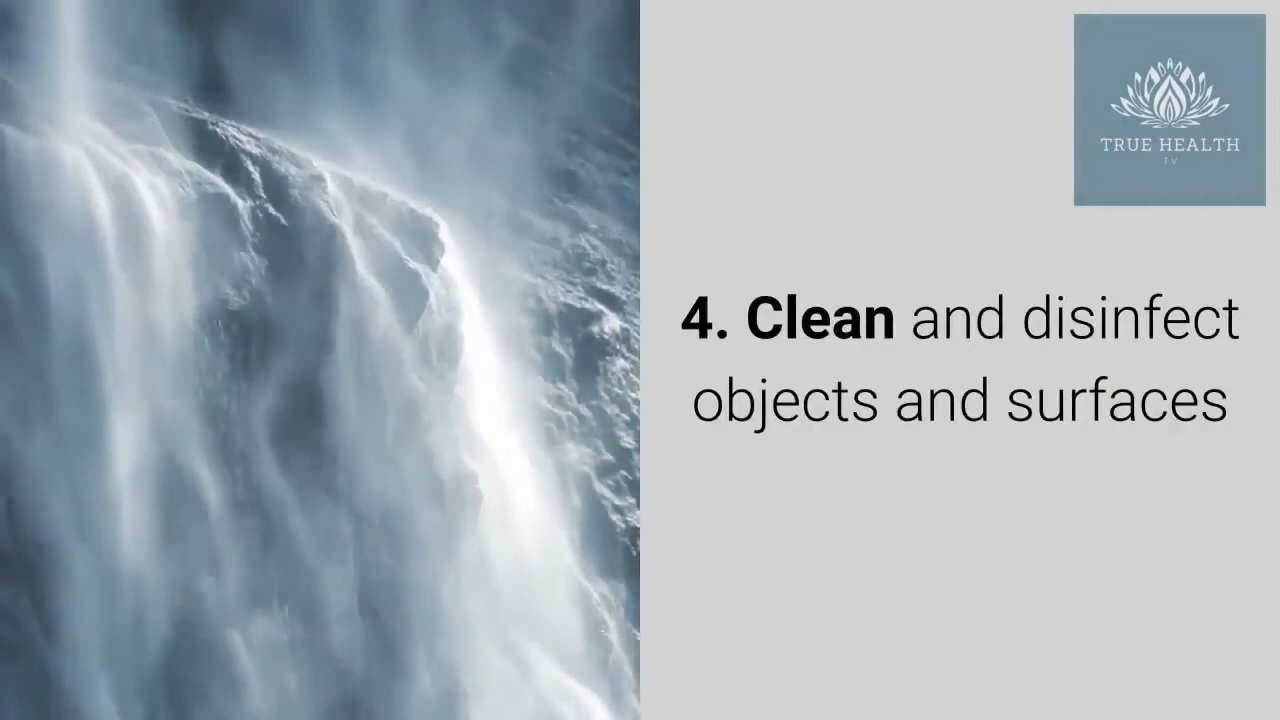 TRUE HEALTH
TV
4. Clean and disinfect
objects and surfaces